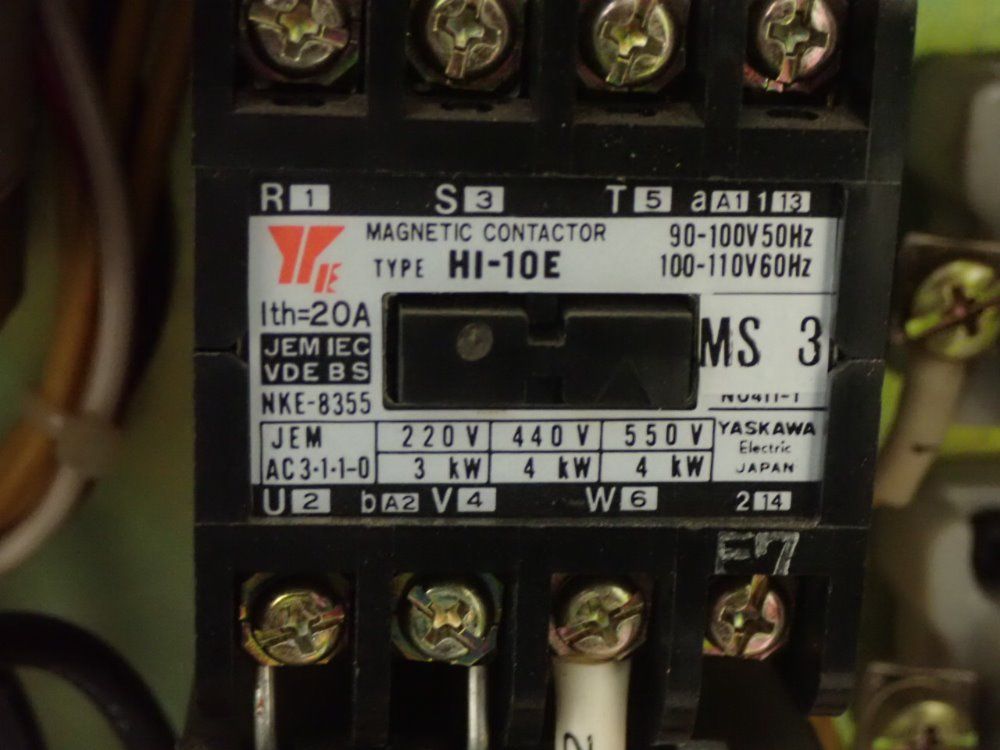 R 1 S 3 T 5 a A1 1 13
MAGNETIC CONTACTOR 90-100V50Hz
TYPE HI-10E 100-110V60Hz
YE
Ith=20A
JEM IEC
VDE BS
MS 3
NKE-8355
JEM 220V 440V 550V
AC3-1-1-0 3 kW 4 kW 4 kW
YASKAWA
Electric
JAPAN
U 2 b A2 V 4 W 6 2 14
F7